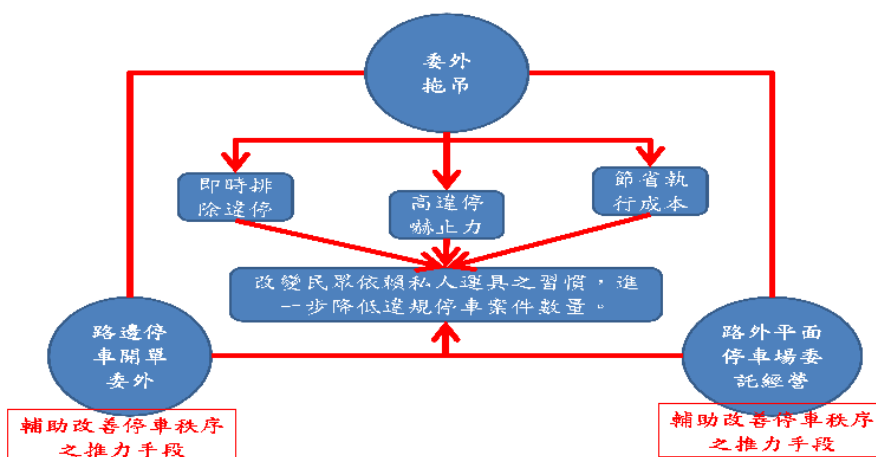 委外
拖吊
即時排
除違停
高違停
嚇止力
節省執
行成本
改變民眾依賴私人運具之習慣，進
一步降低違規停車案件數量。
路邊停
車開單
委外
路外平面
停車場委
託經營
輔助改善停車秩序
之推力手段
輔助改善停車秩序
之推力手段